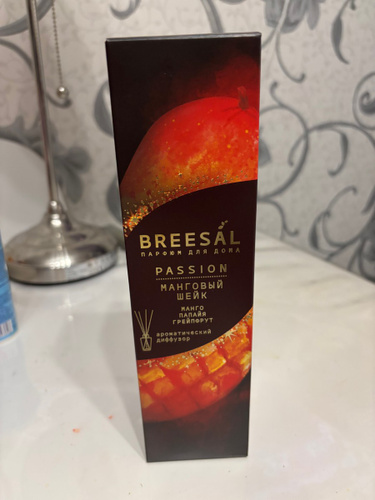 BREESAL
ПАРФЮМ ДЛЯ ДОМА
PASSION
МАНГОВЫЙ
ШЕЙК
МАНГО
ПАПАЙЯ
ГРЕЙПФРУТ
ароматический
диффузор